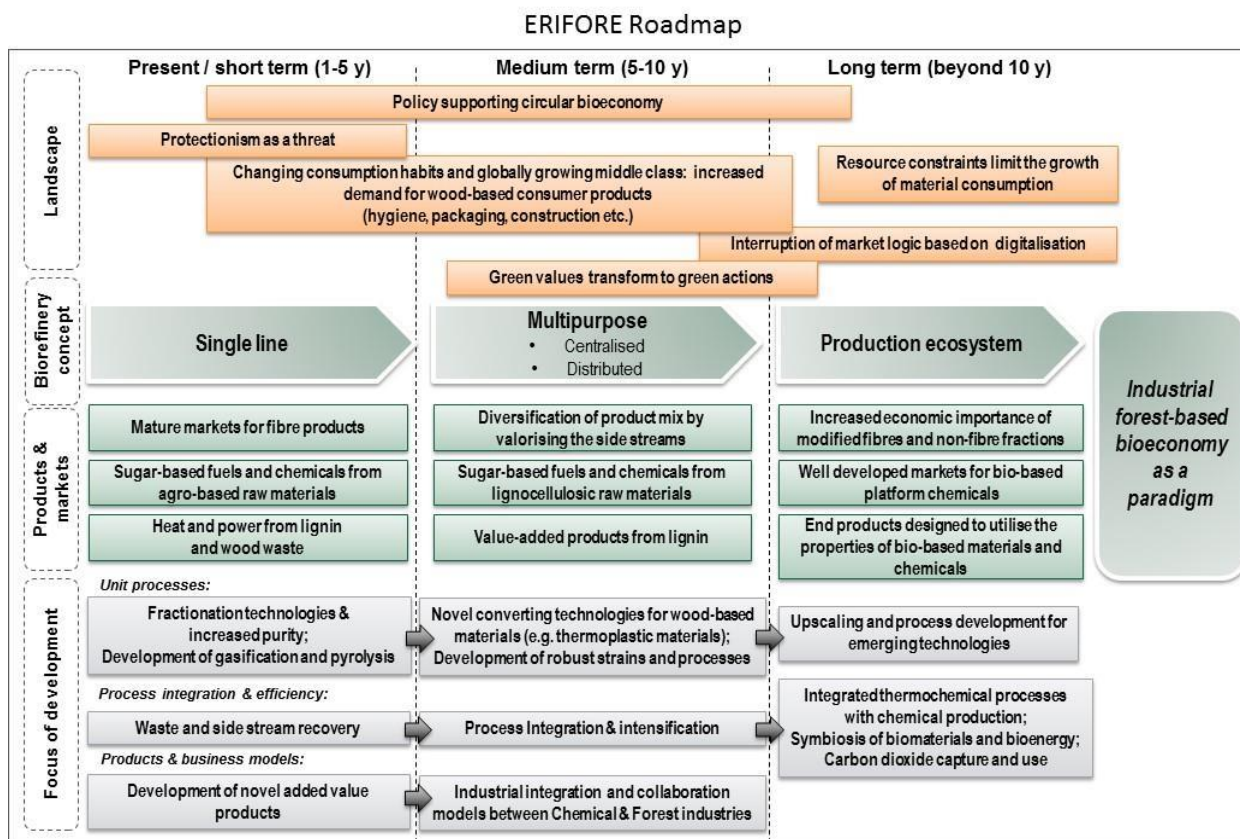 ERIFORE Roadmap
Present / short term (1-5 y)
Medium term (5-10 y)
Long term (beyond 10 y)
Landscape
Policy supporting circular bioeconomy
Protectionism as a threat
Changing consumption habits and globally growing middle class: increased
demand for wood-based consumer products
(hygiene, packaging, construction etc.)
Resource constraints limit the growth
of material consumption
Interruption of market logic based on digitalisation
Green values transform to green actions
Biorefinery
concept
Single line
Multipurpose
• Centralised
• Distributed
Production ecosystem
Industrial
forest-based
bioeconomy
as a
paradigm
Products &
markets
Mature markets for fibre products
Diversification of product mix by
valorising the side streams
Increased economic importance of
modified fibres and non-fibre fractions
Sugar-based fuels and chemicals from
agro-based raw materials
Sugar-based fuels and chemicals from
lignocellulosic raw materials
Well developed markets for bio-based
platform chemicals
Heat and power from lignin
and wood waste
Value-added products from lignin
End products designed to utilise the
properties of bio-based materials and
chemicals
Focus of development
Unit processes:
Fractionation technologies &
increased purity;
Development of gasification and pyrolysis
Novel converting technologies for wood-based
materials (e.g. thermoplastic materials);
Development of robust strains and processes
Upscaling and process development for
emerging technologies
Process integration & efficiency:
Waste and side stream recovery
Process Integration & intensification
Integrated thermochemical processes
with chemical production;
Symbiosis of biomaterials and bioenergy;
Carbon dioxide capture and use
Products & business models:
Development of novel added value
products
Industrial integration and collaboration
models between Chemical & Forest industries